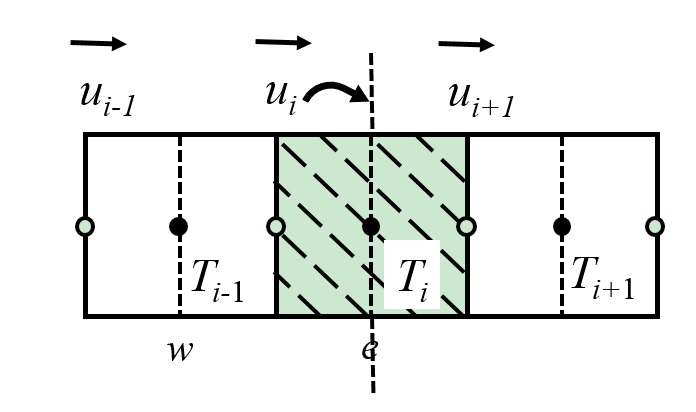 u_{i-1} u_i u_{i+1}
T_{i-1} T_i T_{i+1}
w e